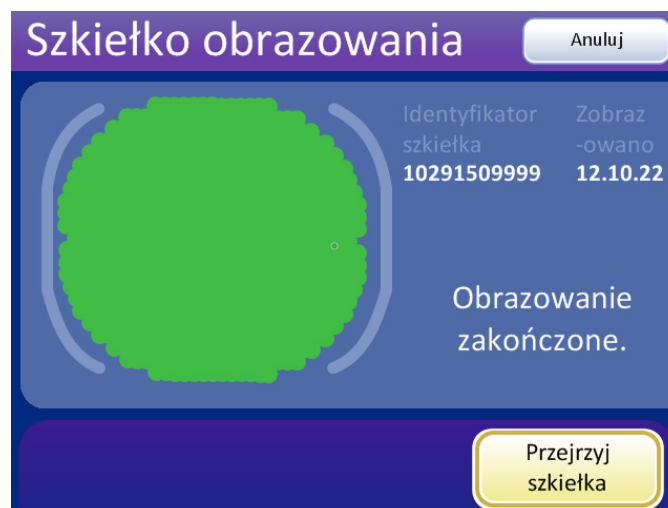 Szkiełko obrazowania
Anuluj
Identyfikator
szkiełka
10291509999
Zobraz
-owano
12.10.22
Obrazowanie
zakończone.
Przejrzyj
szkiełka